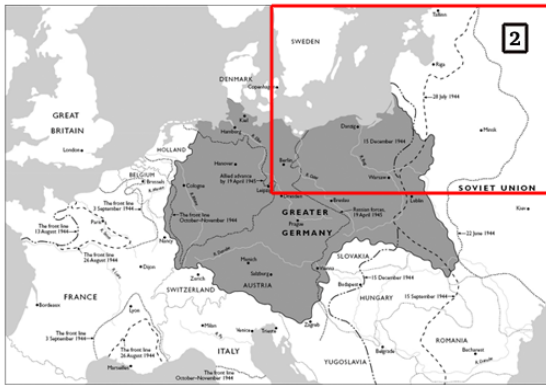 Tallinn
SWEDEN
2
Riga
DENMARK
Copenhagen
28 July 1944
Kiel
GREAT
BRITAIN
Hamburg
Danzig
15 December 1944
Minsk
HOLLAND
London
Hannover
Berlin
Warsaw
BELGIUM
Brussels
Allied advance
by 19 April 1945
Cologne
Leipzig
Dresden
SOVIET UNION
The front line
3 September 1944
Breslau
Lublin
The front line
October–November 1944
GREATER
GERMANY
Russian forces,
19 April 1945
Kiev
Paris
The front line
13 August 1944
Prague
Nancy
22 June 1944
The front line
26 August 1944
SLOVAKIA
Dijon
Munich
Vienna
Zurich
Salzburg
15 December 1944
Budapest
AUSTRIA
SWITZERLAND
HUNGARY
15 September 1944
FRANCE
Bordeaux
Lyon
Zagreb
The front line
3 September 1944
Milan
Venice
Trieste
ROMANIA
The front line
26 August 1944
ITALY
Belgrade
Bucharest
Marseilles
The front line
October–November 1944
YUGOSLAVIA